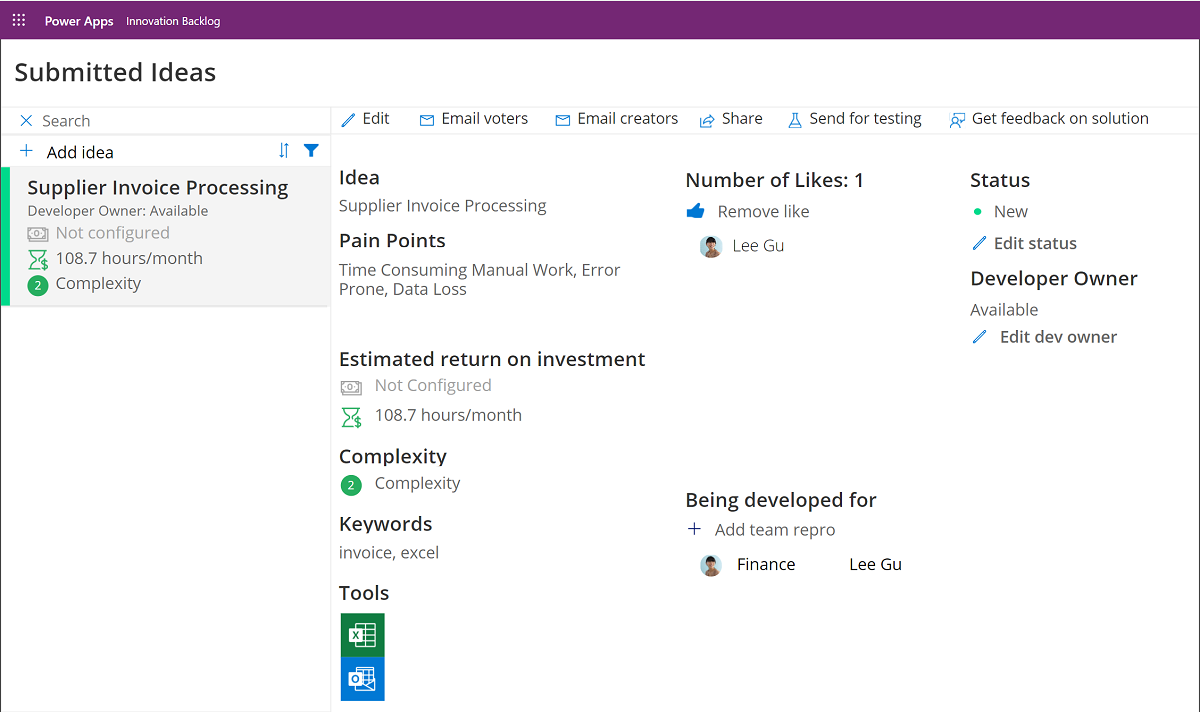 Power Apps Innovation Backlog
Submitted Ideas
Search
Add idea
Supplier Invoice Processing
Developer Owner: Available
Not configured
108.7 hours/month
2 Complexity
Edit Email voters Email creators Share Send for testing Get feedback on solution
Idea
Supplier Invoice Processing
Pain Points
Time Consuming Manual Work, Error
Prone, Data Loss
Estimated return on investment
Not Configured
108.7 hours/month
Complexity
2 Complexity
Keywords
invoice, excel
Tools
X
O
Number of Likes: 1
Remove like
Lee Gu
Being developed for
Add team repro
Finance Lee Gu
Status
New
Edit status
Developer Owner
Available
Edit dev owner